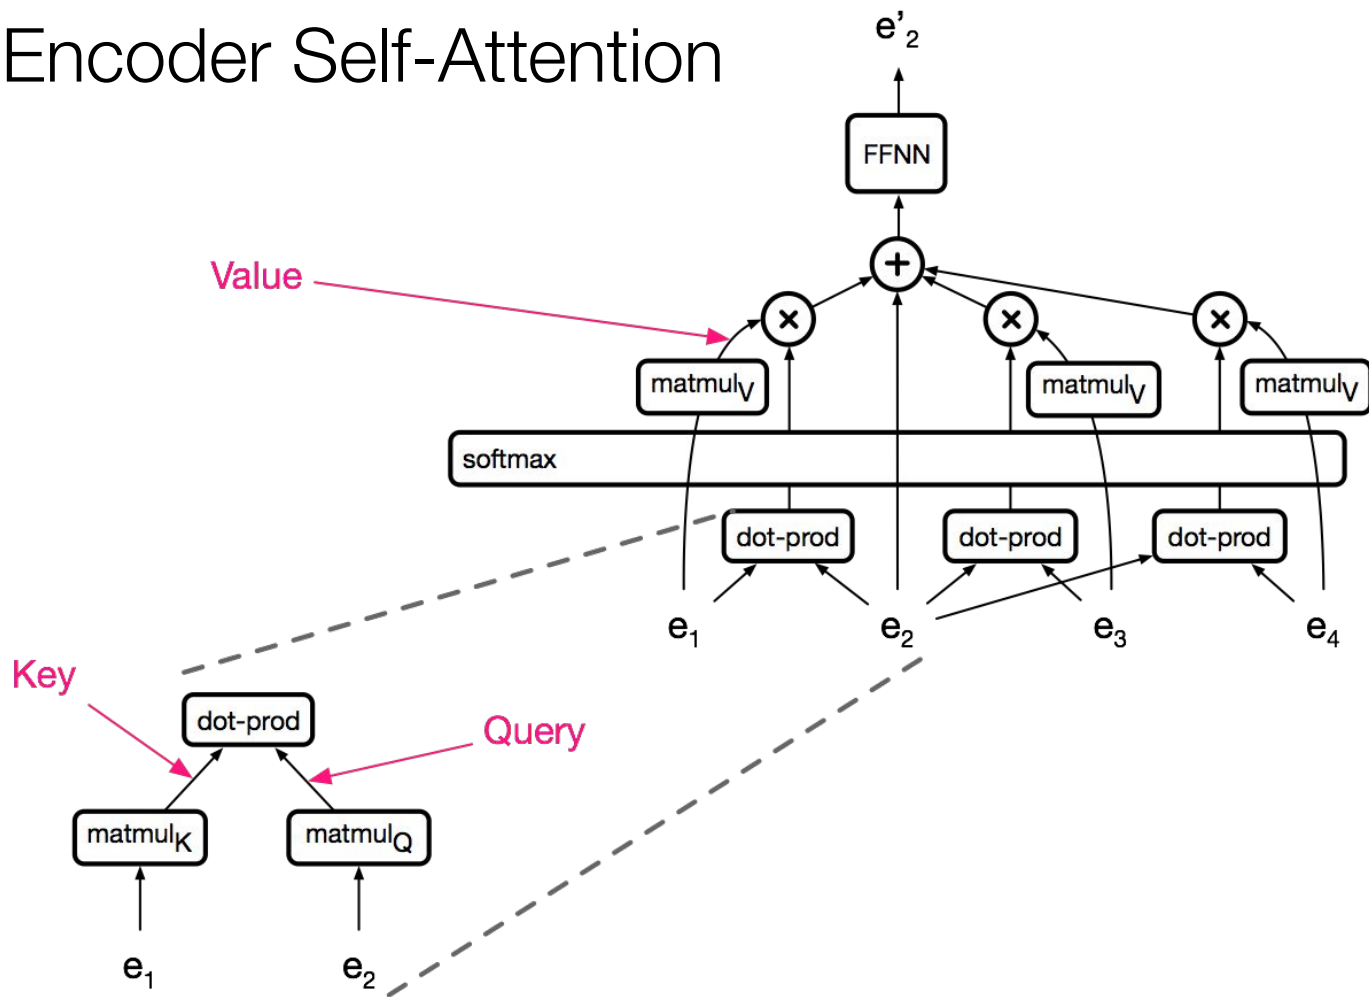 Encoder Self-Attention
e’₂
FFNN
+
Value
× × ×
matmulV matmulV matmulV
softmax
dot-prod dot-prod dot-prod
e₁ e₂ e₃ e₄
Key
dot-prod
Query
matmulK matmulQ
e₁ e₂